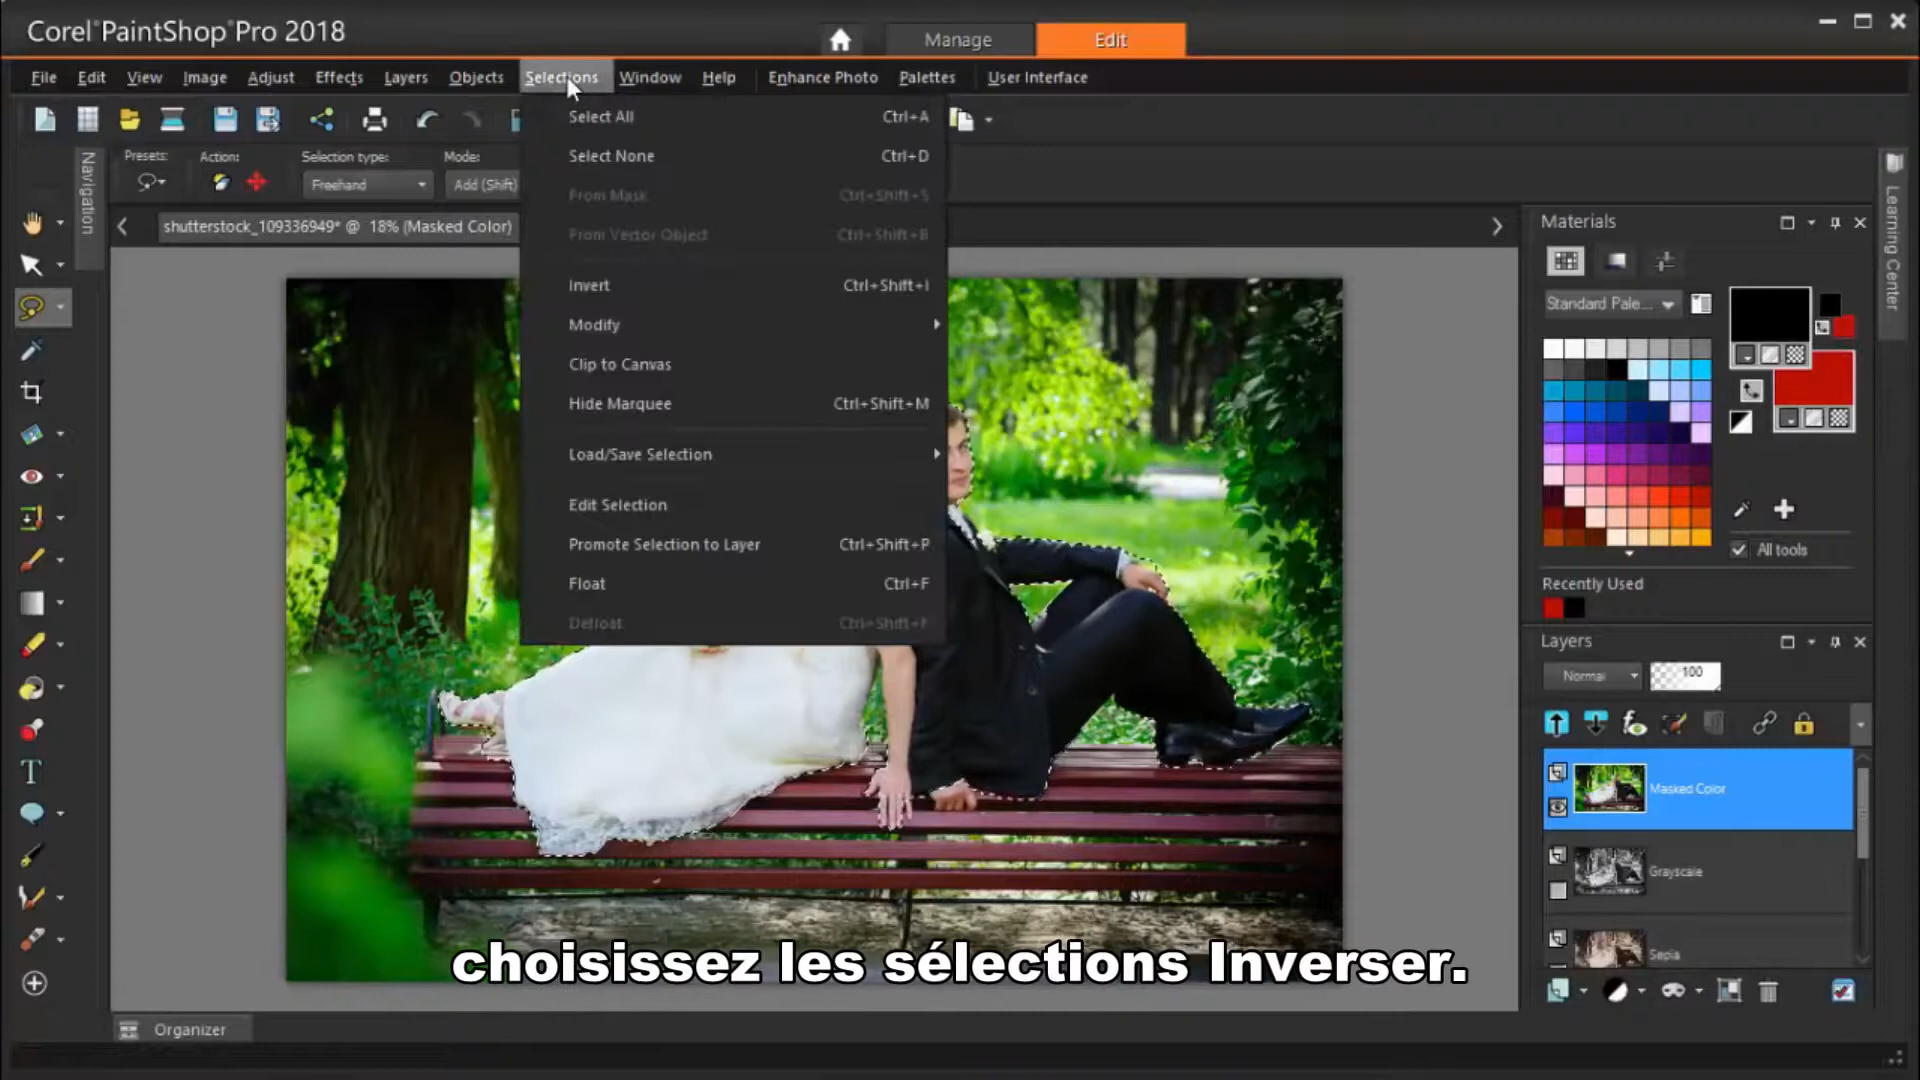 Corel®PaintShop®Pro 2018
Manage
Edit
File Edit View Image Adjust Effects Layers Objects Selections Window Help Enhance Photo Palettes User Interface
Presets:
Action:
Selection type:
Mode:
Freehand
Add (Shift)
Navigation
shutterstock_109336949* @ 18% (Masked Color)
Select All Ctrl+A
Select None Ctrl+D
From Mask Ctrl+Shift+S
From Vector Object Ctrl+Shift+B
Invert Ctrl+Shift+I
Modify
Clip to Canvas
Hide Marquee Ctrl+Shift+M
Load/Save Selection
Edit Selection
Promote Selection to Layer Ctrl+Shift+P
Float Ctrl+F
Defloat Ctrl+Shift+F
Materials
Standard Pale...
All tools
Recently Used
Learning Center
Layers
Normal
100
Masked Color
Grayscale
Sepia
T
choisissez les sélections Inverser.
Organizer